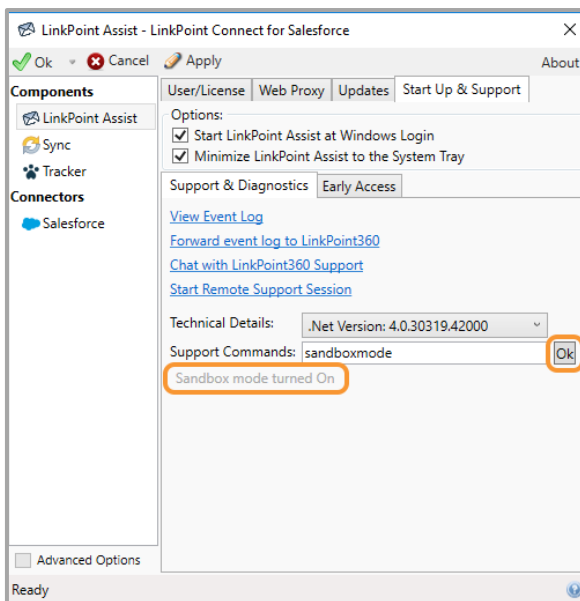 LinkPoint Assist - LinkPoint Connect for Salesforce
Ok Cancel Apply About
Components
LinkPoint Assist
Sync
Tracker
Connectors
Salesforce
User/License Web Proxy Updates Start Up & Support
Options:
Start LinkPoint Assist at Windows Login
Minimize LinkPoint Assist to the System Tray
Support & Diagnostics Early Access
View Event Log
Forward event log to LinkPoint360
Chat with LinkPoint360 Support
Start Remote Support Session
Technical Details: .Net Version: 4.0.30319.42000
Support Commands: sandboxmode Ok
Sandbox mode turned On
Advanced Options
Ready